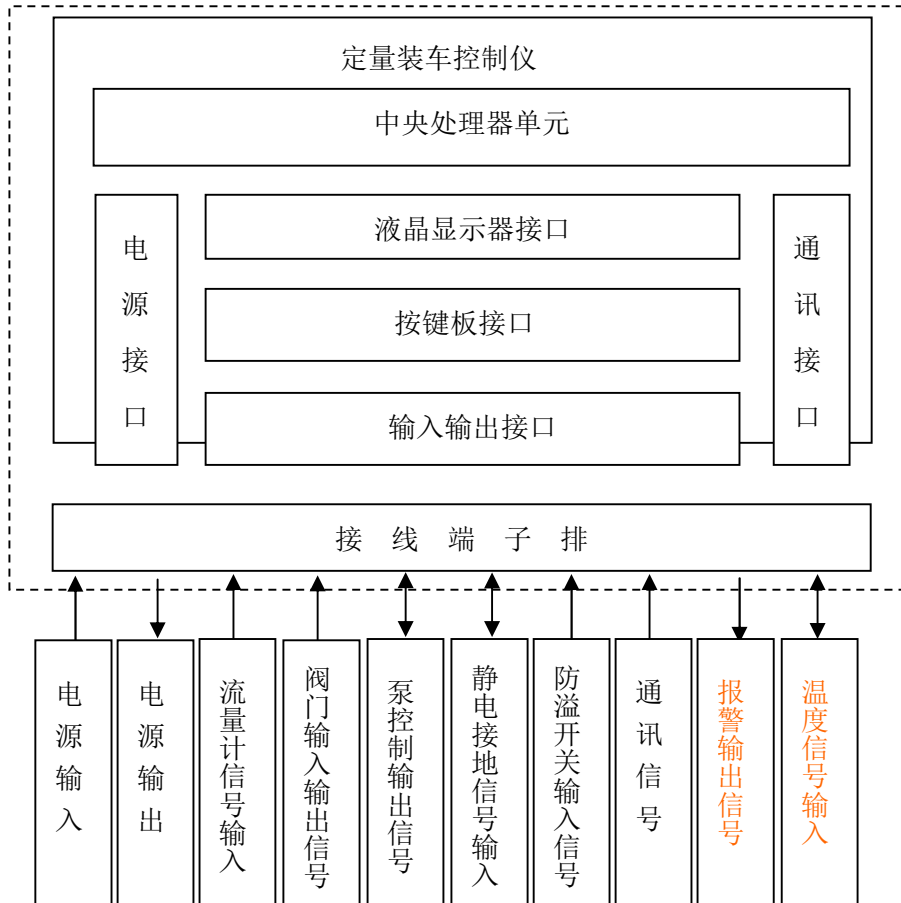 定量装车控制仪
中央处理器单元
电源接口
液晶显示器接口
按键板接口
输入输出接口
通讯接口
接线端子排
电源输入
电源输出
流量计信号输入
阀门输入输出信号
泵控制输出信号
静电接地信号输入
防溢开关输入信号
通讯信号
报警输出信号
温度信号输入